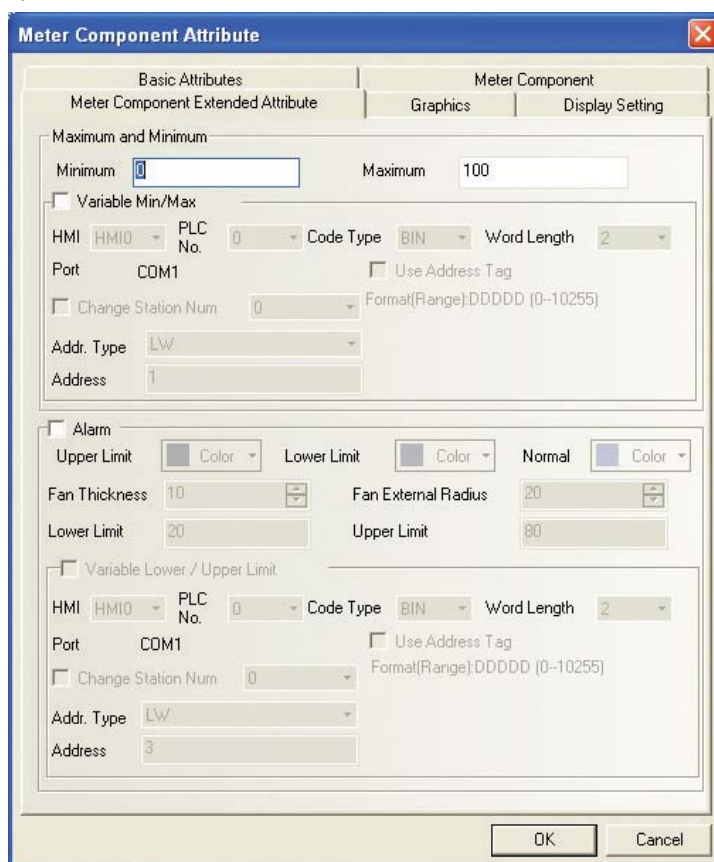 Meter Component Attribute
Basic Attributes Meter Component
Meter Component Extended Attribute Graphics Display Setting
Maximum and Minimum
Minimum 0 Maximum 100
Variable Min/Max
HMI HMI0 PLC No. 0 Code Type BIN Word Length 2
Port COM1 Use Address Tag
Change Station Num 0 Format(Range):DDDDD (0--10255)
Addr. Type LW
Address 1
Alarm
Upper Limit Color Lower Limit Color Normal Color
Fan Thickness 10 Fan External Radius 20
Lower Limit 20 Upper Limit 80
Variable Lower / Upper Limit
HMI HMI0 PLC No. 0 Code Type BIN Word Length 2
Port COM1 Use Address Tag
Change Station Num 0 Format(Range):DDDDD (0--10255)
Addr. Type LW
Address 3
OK Cancel